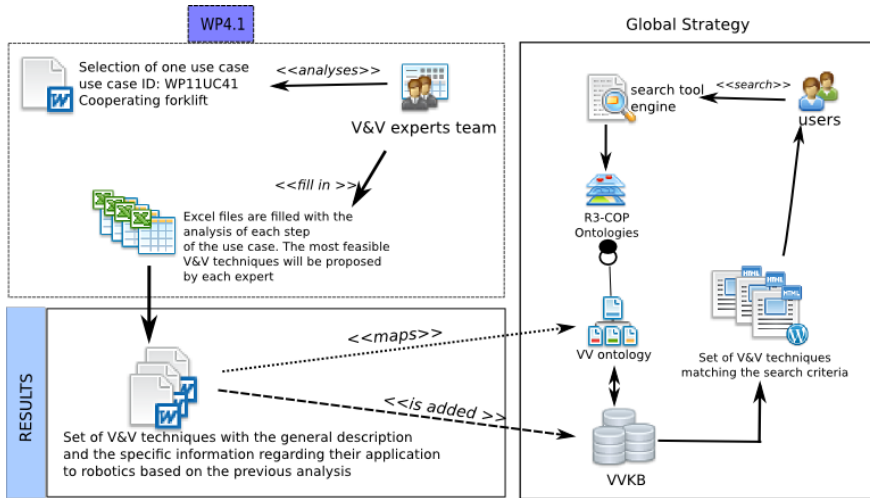 WP4.1
Global Strategy
Selection of one use case
use case ID: WP11UC41
Cooperating forklift
<<analyses>>
V&V experts team
<<fill in >>
Excel files are filled with the
analysis of each step
of the use case. The most feasible
V&V techniques will be proposed
by each expert
search tool
engine
<<search>>
users
R3-COP
Ontologies
VV ontology
HTML
HTML
HTML
Set of V&V techniques
matching the search criteria
VVKB
RESULTS
<<maps>>
<<is added >>
Set of V&V techniques with the general description
and the specific information regarding their application
to robotics based on the previous analysis